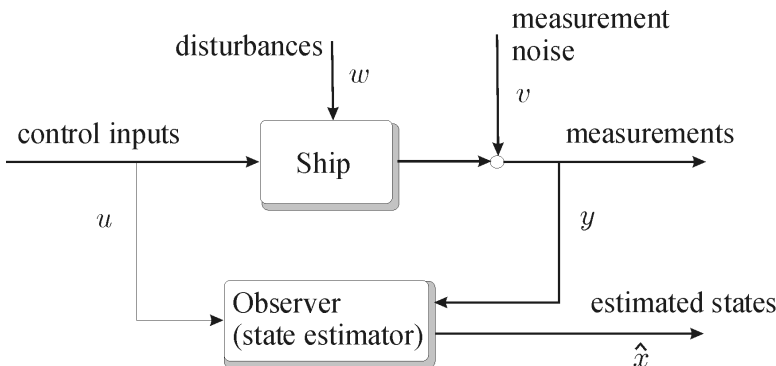 measurement
noise
disturbances
w
v
control inputs
measurements
Ship
u
y
Observer
(state estimator)
estimated states
x̂